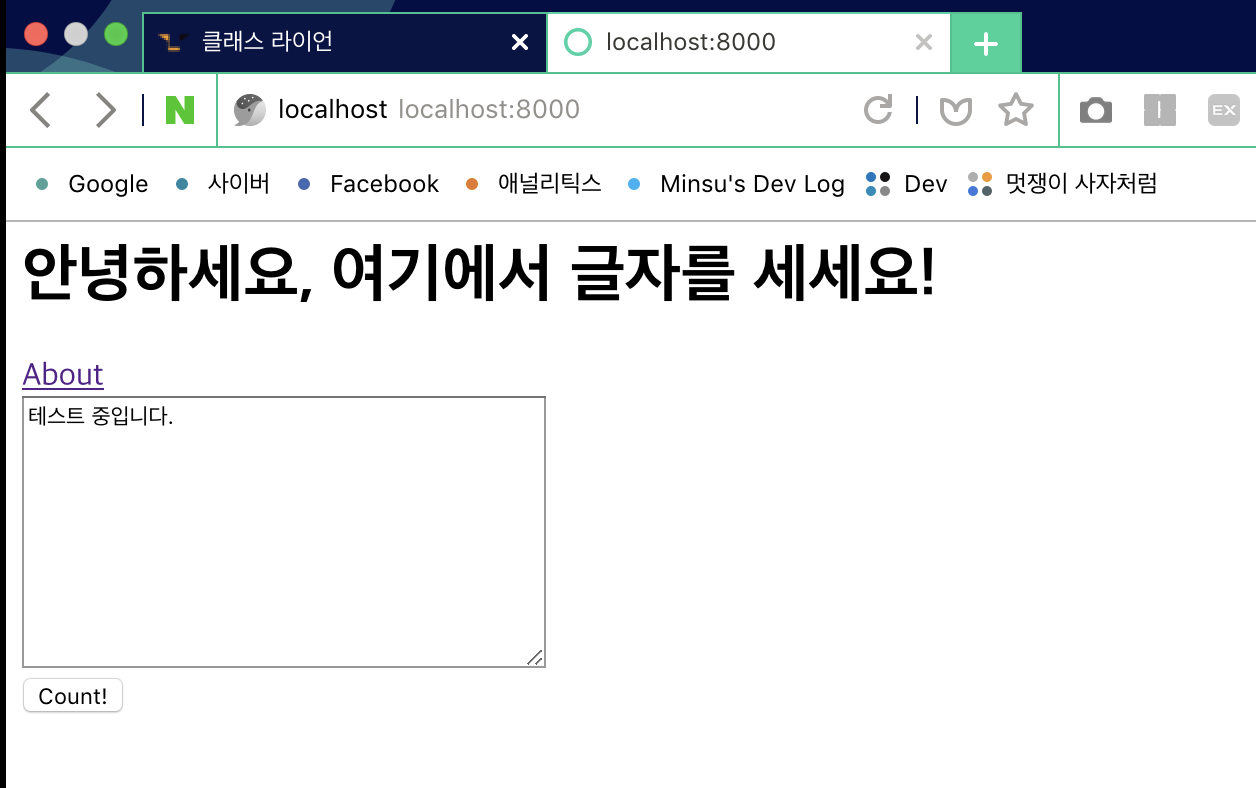 클래스 라이언
localhost:8000
N localhost localhost:8000 EX
Google 사이버 Facebook 애널리틱스 Minsu's Dev Log Dev 멋쟁이 사자처럼
안녕하세요, 여기에서 글자를 세세요!
About
테스트 중입니다.
Count!